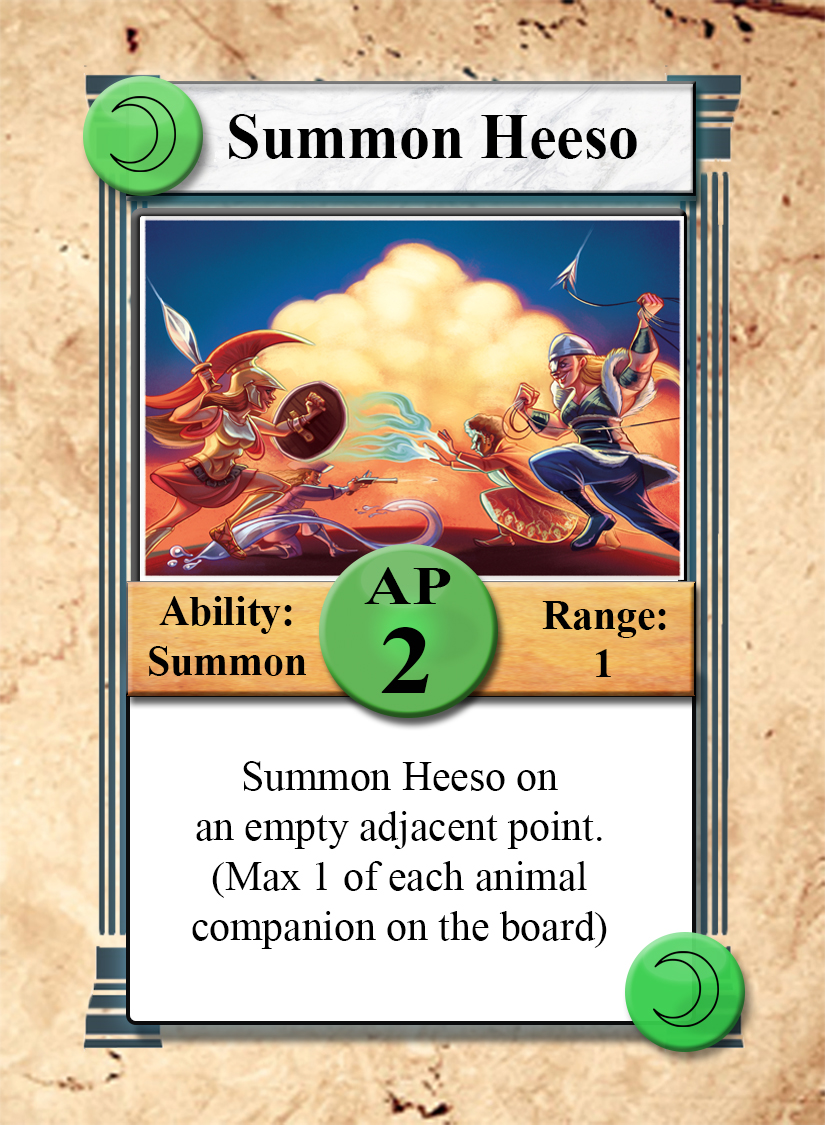 Summon Heeso
AP
2
Ability:
Summon
Range:
1
Summon Heeso on
an empty adjacent point.
(Max 1 of each animal
companion on the board)